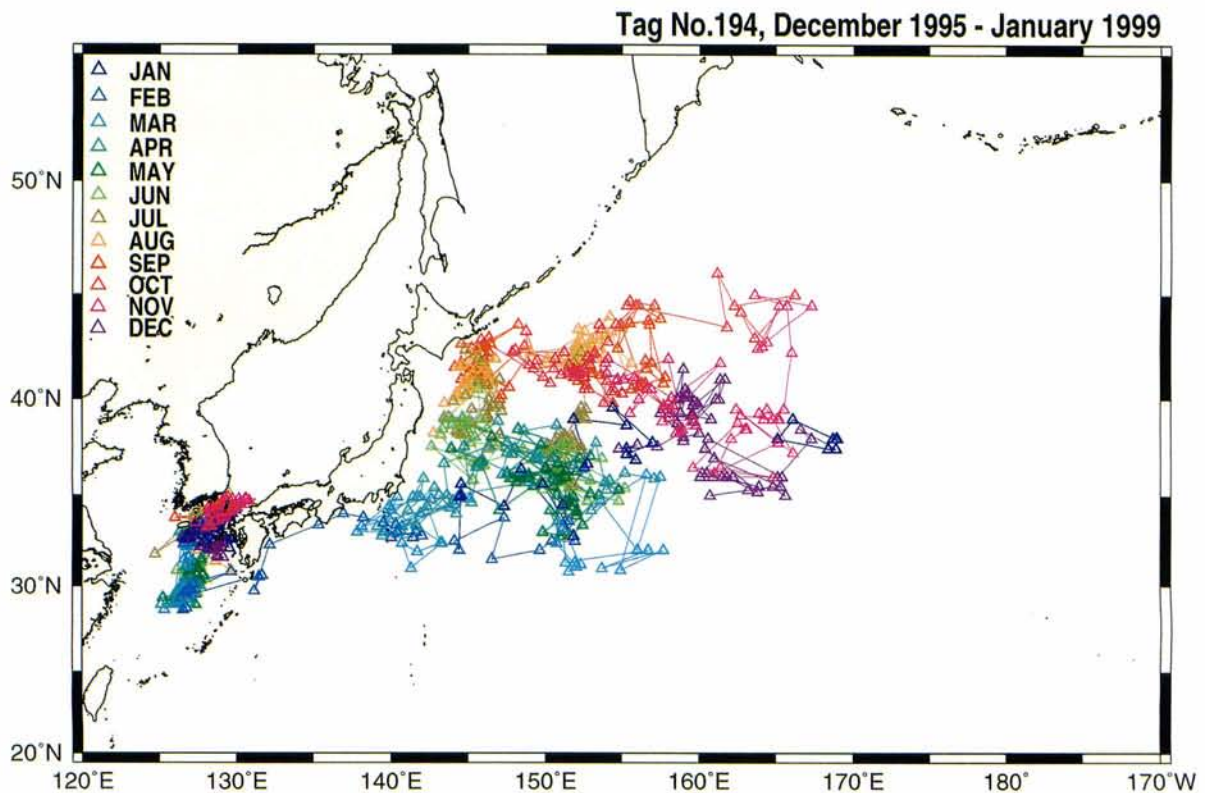 Tag No.194, December 1995 - January 1999
JAN
FEB
MAR
APR
MAY
JUN
JUL
AUG
SEP
OCT
NOV
DEC
50˚N
40˚N
30˚N
20˚N
120˚E 130˚E 140˚E 150˚E 160˚E 170˚E 180˚ 170˚W